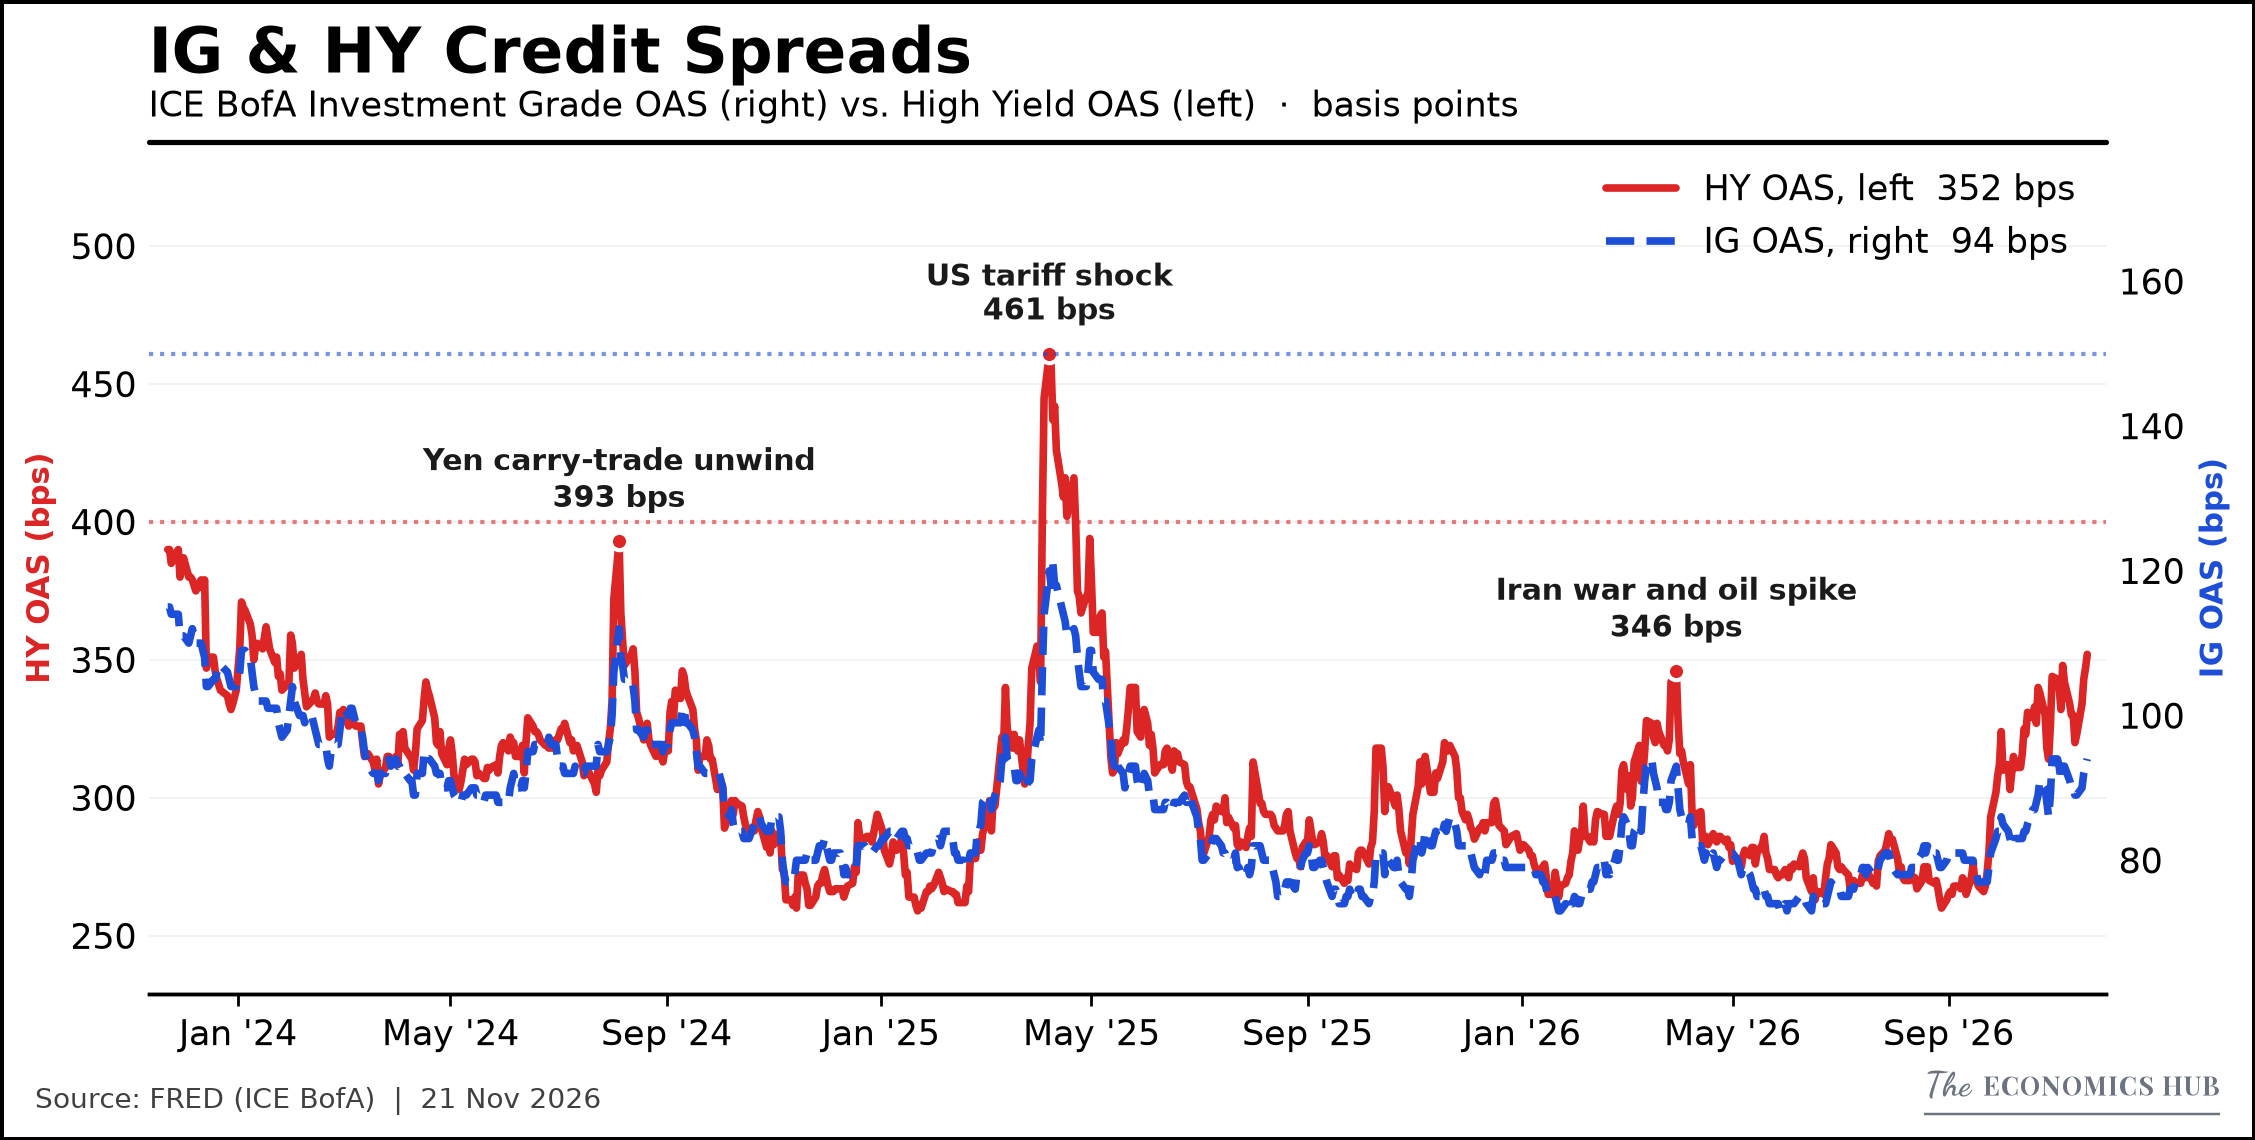 IG & HY Credit Spreads
ICE BofA Investment Grade OAS (right) vs. High Yield OAS (left) · basis points
HY OAS, left 352 bps
IG OAS, right 94 bps
US tariff shock
461 bps
Yen carry-trade unwind
393 bps
Iran war and oil spike
346 bps
HY OAS (bps)
500
450
400
350
300
250
160
140
120
100
80
IG OAS (bps)
Jan '24
May '24
Sep '24
Jan '25
May '25
Sep '25
Jan '26
May '26
Sep '26
Source: FRED (ICE BofA) | 21 Nov 2026
The ECONOMICS HUB